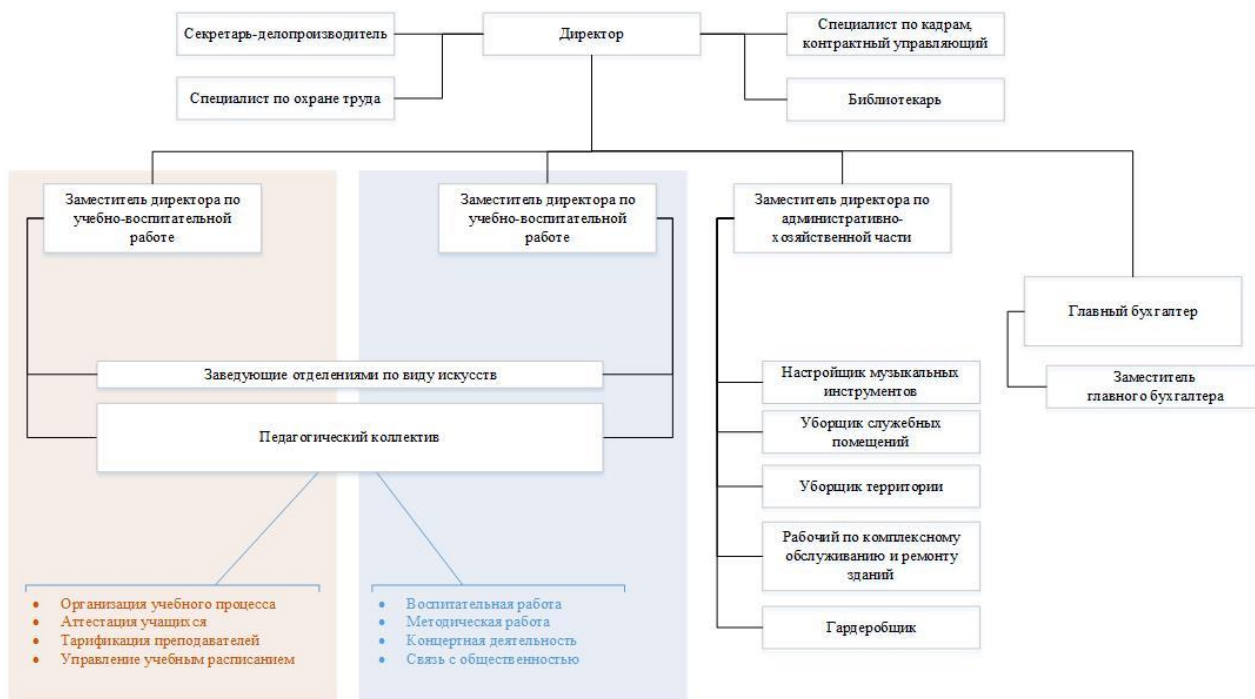 Секретарь-делопроизводитель
Директор
Специалист по кадрам,
контрактный управляющий
Специалист по охране труда
Библиотекарь
Заместитель директора по
учебно-воспитательной
работе
Заместитель директора по
учебно-воспитательной
работе
Заместитель директора по
административно-
хозяйственной части
Главный бухгалтер
Заместитель
главного бухгалтера
Заведующие отделениями по виду искусств
Педагогический коллектив
Настройщик музыкальных
инструментов
Уборщик служебных
помещений
Уборщик территории
Рабочий по комплексному
обслуживанию и ремонту
зданий
Гардеробщик
• Организация учебного процесса
• Аттестация учащихся
• Тарификация преподавателей
• Управление учебным расписанием
• Воспитательная работа
• Методическая работа
• Концертная деятельность
• Связь с общественностью